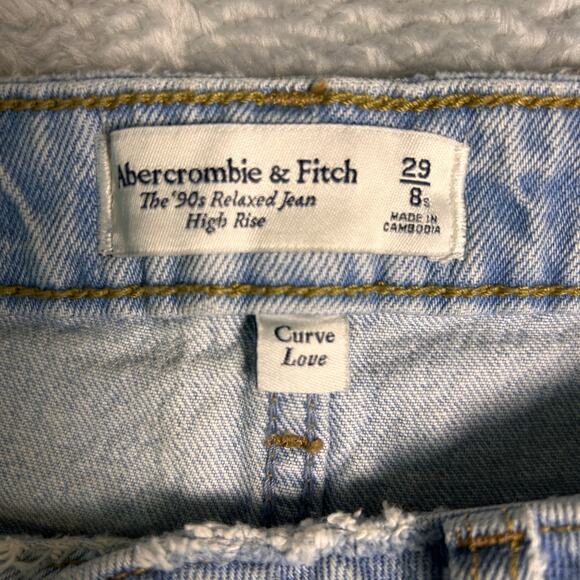 Abercrombie & Fitch
The '90s Relaxed Jean
High Rise
29
8s
MADE IN
CAMBODIA
Curve
Love